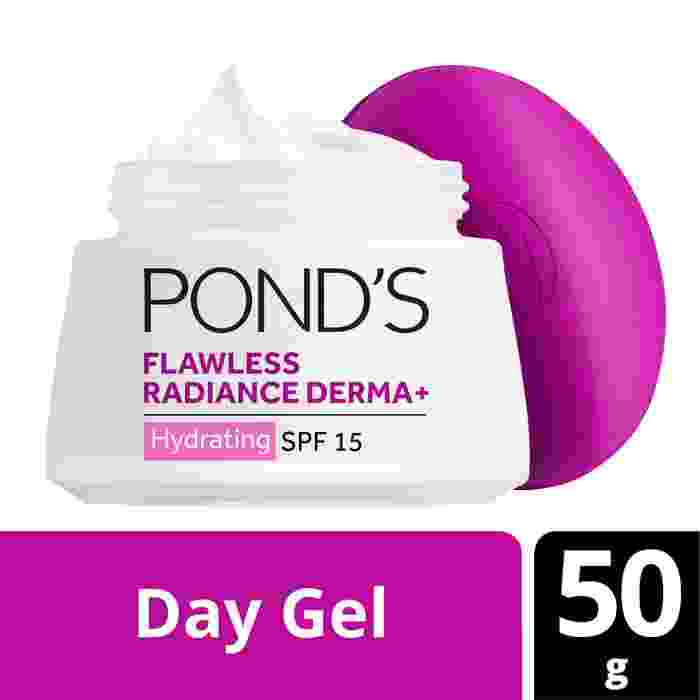 POND'S
FLAWLESS
RADIANCE DERMA+
Hydrating SPF 15
Day Gel
50
g